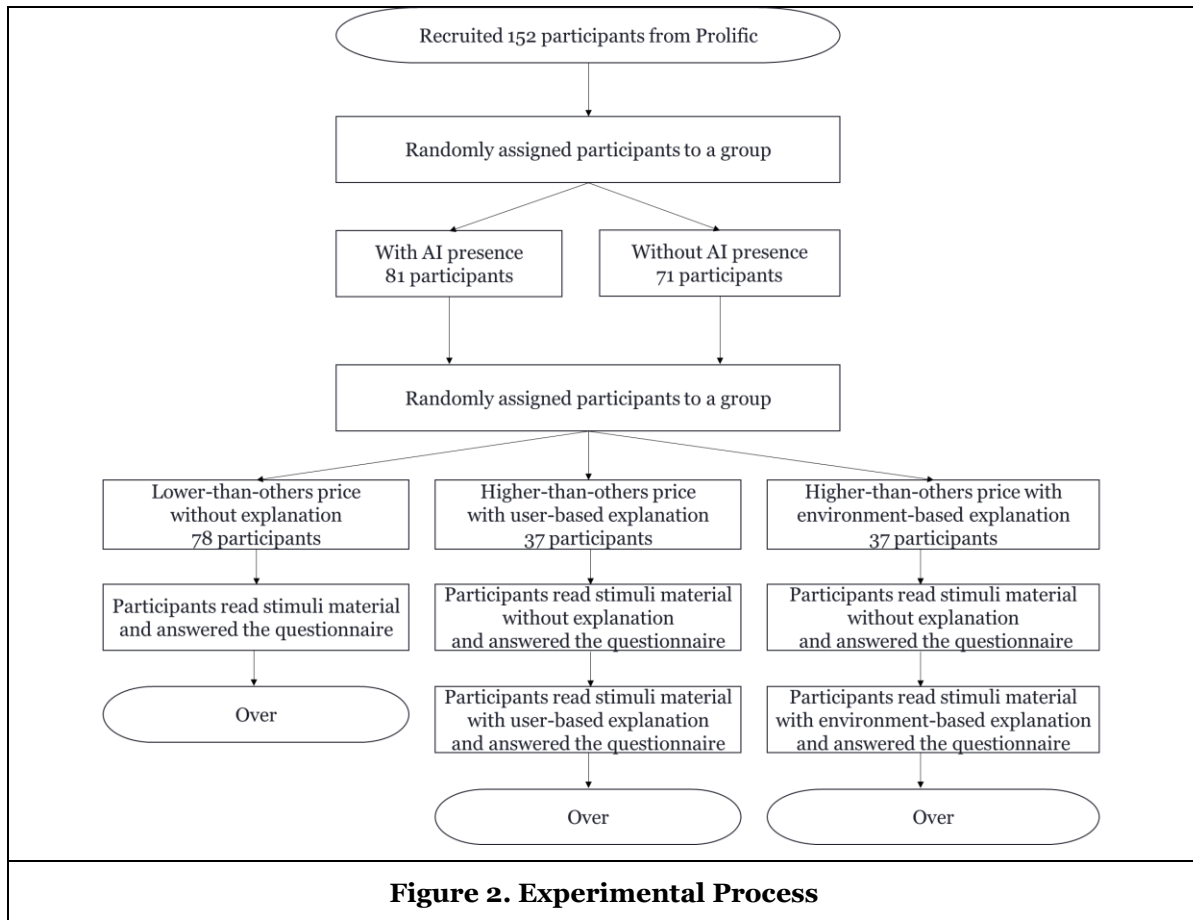 Recruited 152 participants from Prolific
Randomly assigned participants to a group
With AI presence
81 participants
Without AI presence
71 participants
Randomly assigned participants to a group
Lower-than-others price
without explanation
78 participants
Higher-than-others price
with user-based explanation
37 participants
Higher-than-others price with
environment-based explanation
37 participants
Participants read stimuli material
and answered the questionnaire
Participants read stimuli material
without explanation
and answered the questionnaire
Participants read stimuli material
without explanation
and answered the questionnaire
Over
Participants read stimuli material
with user-based explanation
and answered the questionnaire
Participants read stimuli material
with environment-based explanation
and answered the questionnaire
Over
Over
Figure 2. Experimental Process